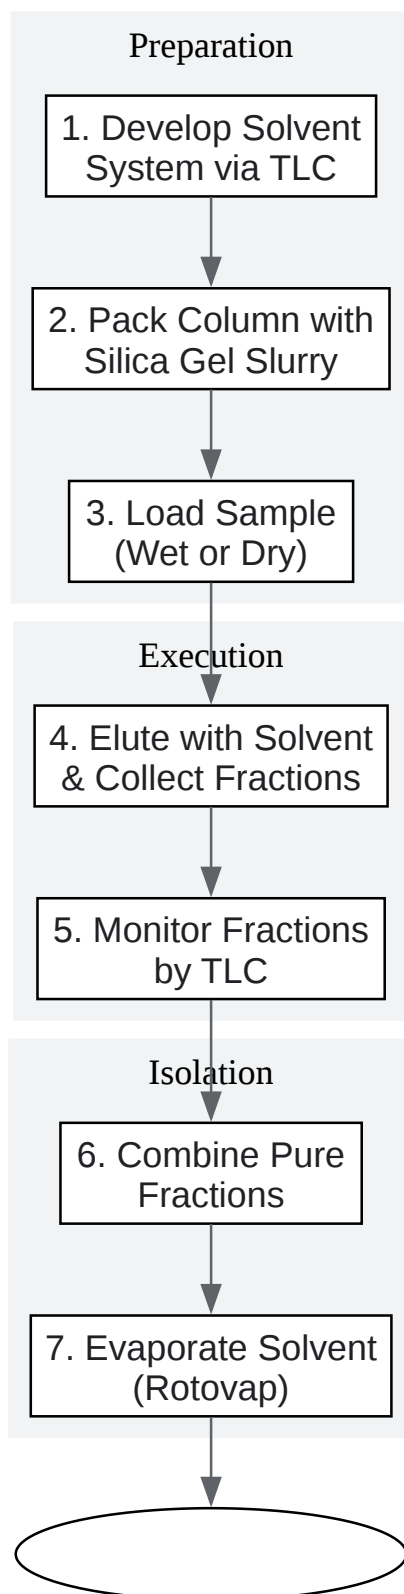 Preparation
1. Develop Solvent
System via TLC
2. Pack Column with
Silica Gel Slurry
3. Load Sample
(Wet or Dry)
Execution
4. Elute with Solvent
& Collect Fractions
5. Monitor Fractions
by TLC
Isolation
6. Combine Pure
Fractions
7. Evaporate Solvent
(Rotovap)